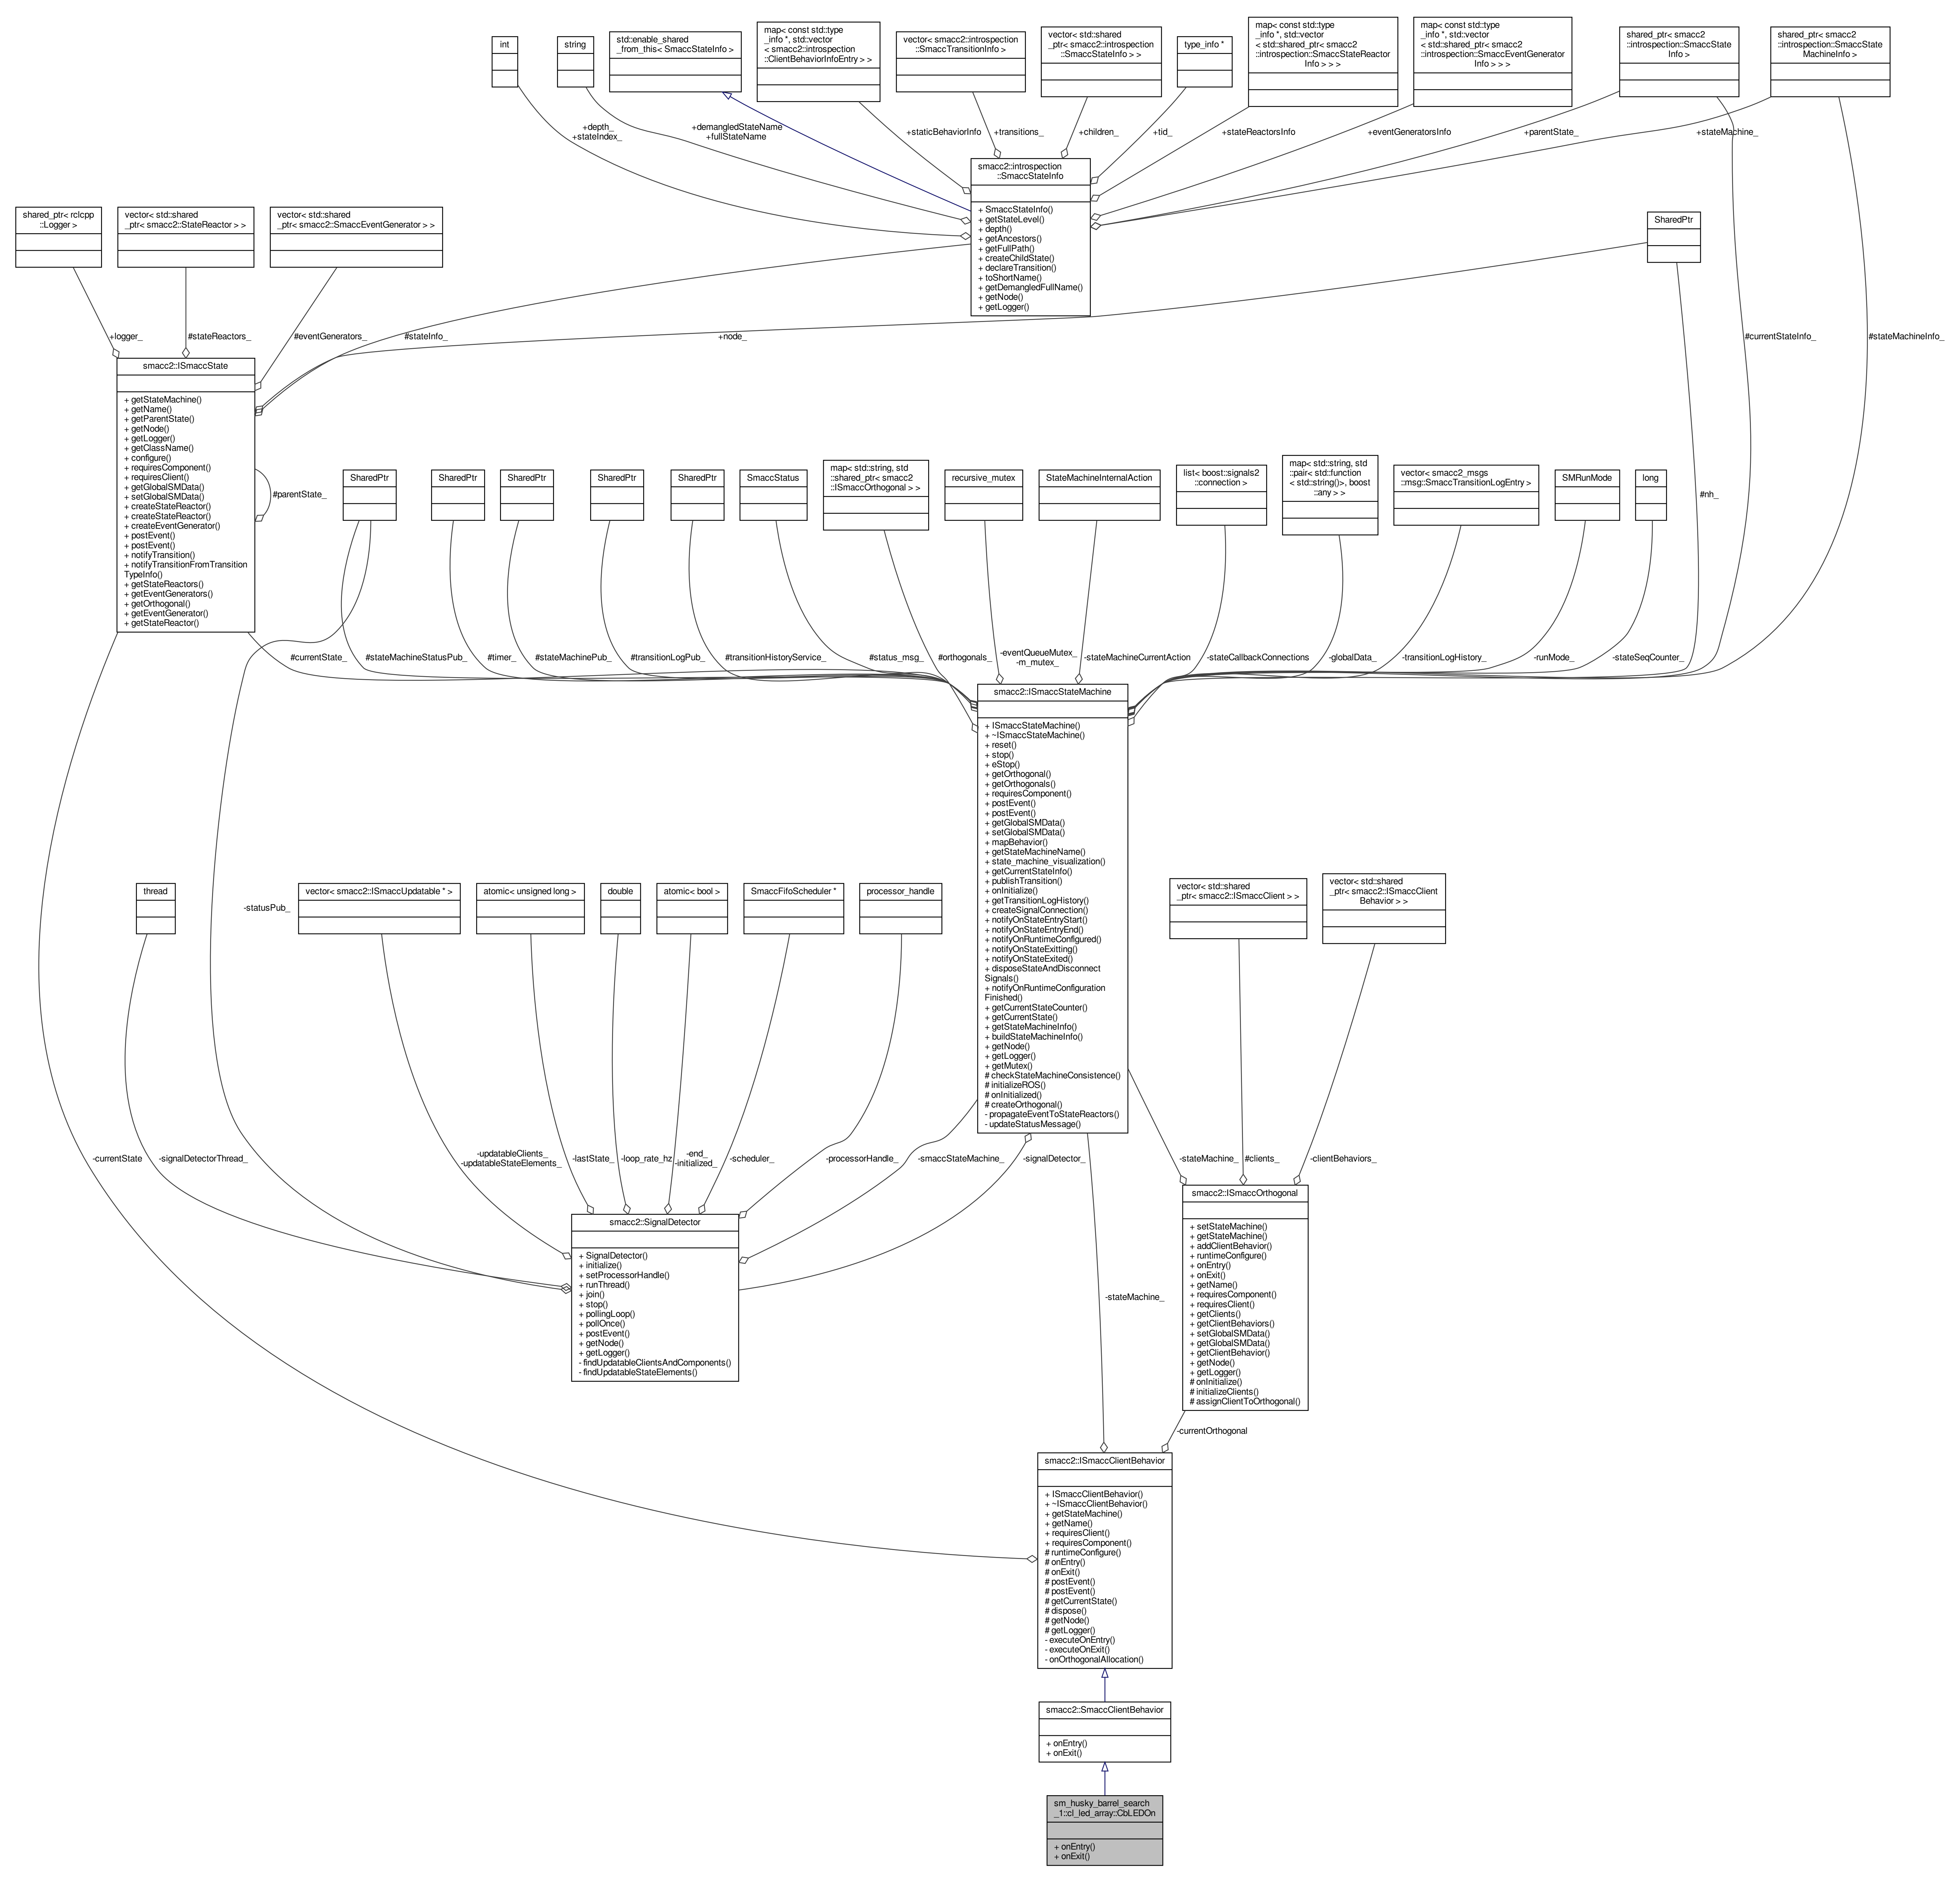 int
string
std::enable_shared
_from_this< SmaccStateInfo >
map< const std::type
_info *, std::vector
< smacc2::introspection
::ClientBehaviorInfoEntry > >
vector< smacc2::introspection
::SmaccTransitionInfo >
vector< std::shared
_ptr< smacc2::introspection
::SmaccStateInfo > >
type_info *
map< const std::type
_info *, std::vector
< std::shared_ptr< smacc2
::introspection::SmaccStateReactor
Info > > >
map< const std::type
_info *, std::vector
< std::shared_ptr< smacc2
::introspection::SmaccEventGenerator
Info > > >
shared_ptr< smacc2
::introspection::SmaccState
Info >
shared_ptr< smacc2
::introspection::SmaccState
MachineInfo >
+depth_
+stateIndex_
+demangledStateName
+fullStateName
+staticBehaviorInfo
+transitions_
+children_
+tid_
+stateReactorsInfo
+eventGeneratorsInfo
+parentState_
+stateMachine_
smacc2::introspection
::SmaccStateInfo
+ SmaccStateInfo()
+ getStateLevel()
+ depth()
+ getAncestors()
+ getFullPath()
+ createChildState()
+ declareTransition()
+ toShortName()
+ getDemangledFullName()
+ getNode()
+ getLogger()
shared_ptr< rclcpp
::Logger >
vector< std::shared
_ptr< smacc2::StateReactor > >
vector< std::shared
_ptr< smacc2::SmaccEventGenerator > >
SharedPtr
+logger_
#stateReactors_
#eventGenerators_
#stateInfo_
+node_
#currentStateInfo_
#stateMachineInfo_
smacc2::ISmaccState
+ getStateMachine()
+ getName()
+ getParentState()
+ getNode()
+ getLogger()
+ getClassName()
+ configure()
+ requiresComponent()
+ requiresClient()
+ getGlobalSMData()
+ setGlobalSMData()
+ createStateReactor()
+ createStateReactor()
+ createEventGenerator()
+ postEvent()
+ postEvent()
+ notifyTransition()
+ notifyTransitionFromTransition
TypeInfo()
+ getStateReactors()
+ getEventGenerators()
+ getOrthogonal()
+ getEventGenerator()
+ getStateReactor()
#parentState_
SharedPtr
SharedPtr
SharedPtr
SharedPtr
SharedPtr
SmaccStatus
map< std::string, std
::shared_ptr< smacc2
::ISmaccOrthogonal > >
recursive_mutex
StateMachineInternalAction
list< boost::signals2
::connection >
map< std::string, std
::pair< std::function
< std::string()>, boost
::any > >
vector< smacc2_msgs
::msg::SmaccTransitionLogEntry >
SMRunMode
long
#nh_
#currentState_
#stateMachineStatusPub_
#timer_
#stateMachinePub_
#transitionLogPub_
#transitionHistoryService_
#status_msg_
#orthogonals_
-eventQueueMutex_
-m_mutex_
-stateMachineCurrentAction
-stateCallbackConnections
-globalData_
-transitionLogHistory_
-runMode_
-stateSeqCounter_
smacc2::ISmaccStateMachine
+ ISmaccStateMachine()
+ ~ISmaccStateMachine()
+ reset()
+ stop()
+ eStop()
+ getOrthogonal()
+ getOrthogonals()
+ requiresComponent()
+ postEvent()
+ postEvent()
+ getGlobalSMData()
+ setGlobalSMData()
+ mapBehavior()
+ getStateMachineName()
+ state_machine_visualization()
+ getCurrentStateInfo()
+ publishTransition()
+ onInitialize()
+ getTransitionLogHistory()
+ createSignalConnection()
+ notifyOnStateEntryStart()
+ notifyOnStateEntryEnd()
+ notifyOnRuntimeConfigured()
+ notifyOnStateExitting()
+ notifyOnStateExited()
+ disposeStateAndDisconnect
Signals()
+ notifyOnRuntimeConfiguration
Finished()
+ getCurrentStateCounter()
+ getCurrentState()
+ getStateMachineInfo()
+ buildStateMachineInfo()
+ getNode()
+ getLogger()
+ getMutex()
# checkStateMachineConsistence()
# initializeROS()
# onInitialized()
# createOrthogonal()
- propagateEventToStateReactors()
- updateStatusMessage()
thread
-statusPub_
vector< smacc2::ISmaccUpdatable * >
atomic< unsigned long >
double
atomic< bool >
SmaccFifoScheduler *
processor_handle
vector< std::shared
_ptr< smacc2::ISmaccClient > >
vector< std::shared
_ptr< smacc2::ISmaccClient
Behavior > >
-currentState
-signalDetectorThread_
-updatableClients_
-updatableStateElements_
-lastState_
-loop_rate_hz
-end_
-initialized_
-scheduler_
-processorHandle_
-smaccStateMachine_
-signalDetector_
-stateMachine_
#clients_
-clientBehaviors_
smacc2::SignalDetector
+ SignalDetector()
+ initialize()
+ setProcessorHandle()
+ runThread()
+ join()
+ stop()
+ pollingLoop()
+ pollOnce()
+ postEvent()
+ getNode()
+ getLogger()
- findUpdatableClientsAndComponents()
- findUpdatableStateElements()
smacc2::ISmaccOrthogonal
+ setStateMachine()
+ getStateMachine()
+ addClientBehavior()
+ runtimeConfigure()
+ onEntry()
+ onExit()
+ getName()
+ requiresComponent()
+ requiresClient()
+ getClients()
+ getClientBehaviors()
+ setGlobalSMData()
+ getGlobalSMData()
+ getClientBehavior()
+ getNode()
+ getLogger()
# onInitialize()
# initializeClients()
# assignClientToOrthogonal()
-stateMachine_
-currentOrthogonal
smacc2::ISmaccClientBehavior
+ ISmaccClientBehavior()
+ ~ISmaccClientBehavior()
+ getStateMachine()
+ getName()
+ requiresClient()
+ requiresComponent()
# runtimeConfigure()
# onEntry()
# onExit()
# postEvent()
# postEvent()
# getCurrentState()
# dispose()
# getNode()
# getLogger()
- executeOnEntry()
- executeOnExit()
- onOrthogonalAllocation()
smacc2::SmaccClientBehavior
+ onEntry()
+ onExit()
sm_husky_barrel_search
_1::cl_led_array::CbLEDOn
+ onEntry()
+ onExit()